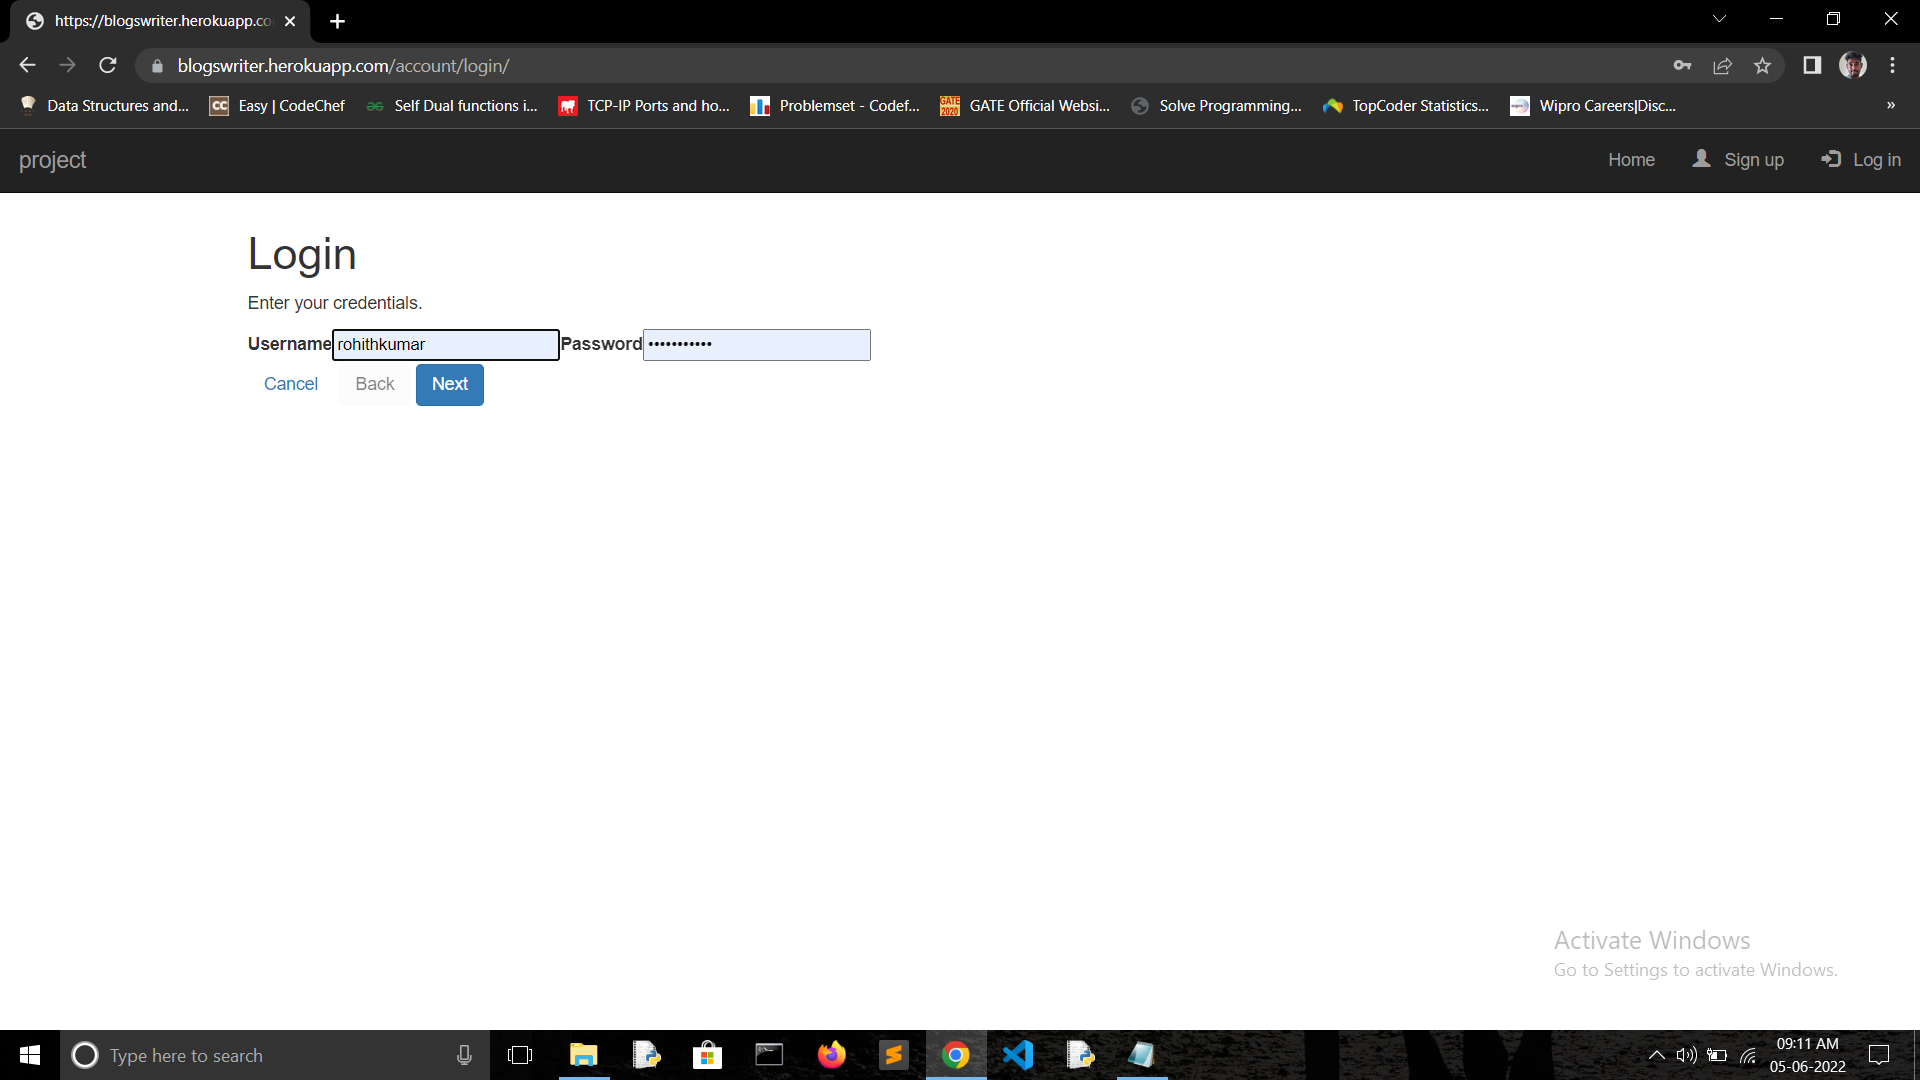 https://blogswriter.herokuapp.co
blogswriter.herokuapp.com/account/login/
Data Structures and...
CC Easy | CodeChef
Self Dual functions i...
TCP-IP Ports and ho...
Problemset - Codef...
GATE 2020 GATE Official Websi...
Solve Programming...
TopCoder Statistics...
Wipro Careers|Disc...
»
project
Home
Sign up
Log in
Login
Enter your credentials.
Username rohithkumar Password •••••••••••
Cancel Back Next
Activate Windows
Go to Settings to activate Windows.
Type here to search
09:11 AM
05-06-2022